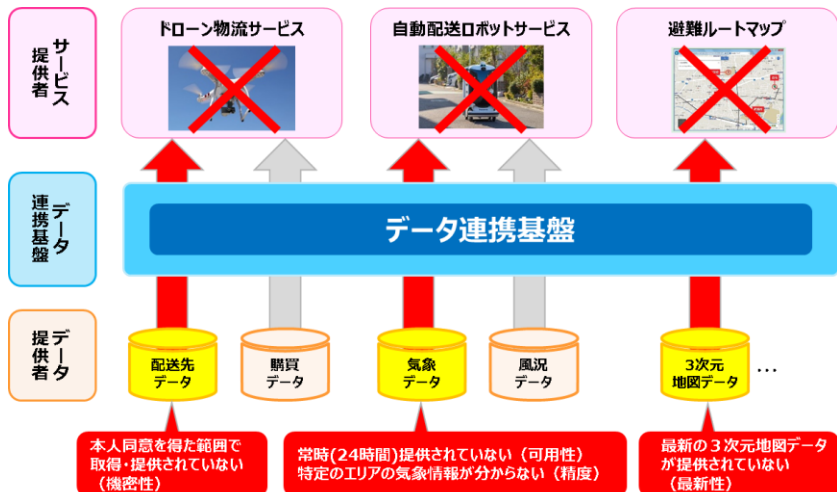 サービス提供者
ドローン物流サービス
自動配送ロボットサービス
避難ルートマップ
データ連携基盤
データ連携基盤
データ提供者
配送先
データ
購買
データ
気象
データ
風況
データ
3次元
地図データ
…
本人同意を得た範囲で
取得・提供されていない
（機密性）
常時(24時間)提供されていない（可用性）
特定のエリアの気象情報が分からない（精度）
最新の３次元地図データ
が提供されていない
（最新性）